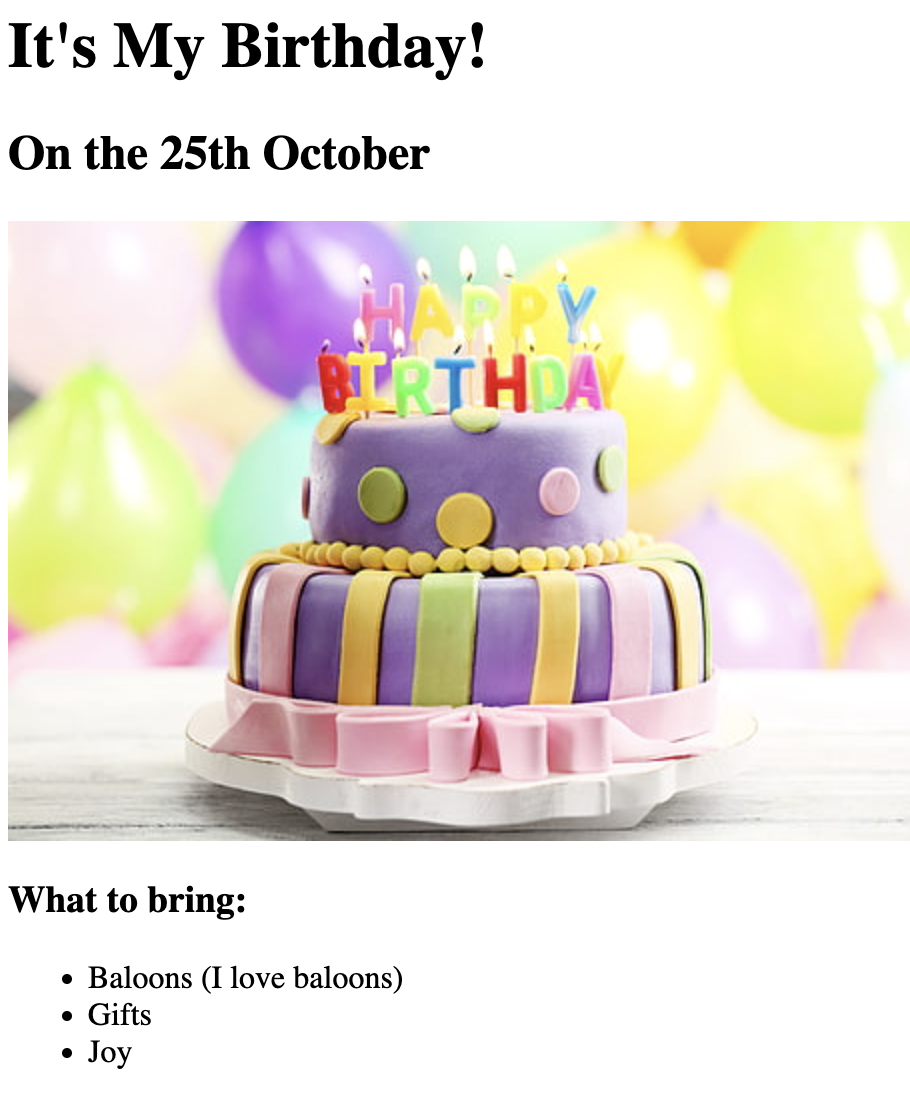 It's My Birthday!
On the 25th October
HAPPY
BIRTHDAY
What to bring:
Baloons (I love baloons)
Gifts
Joy